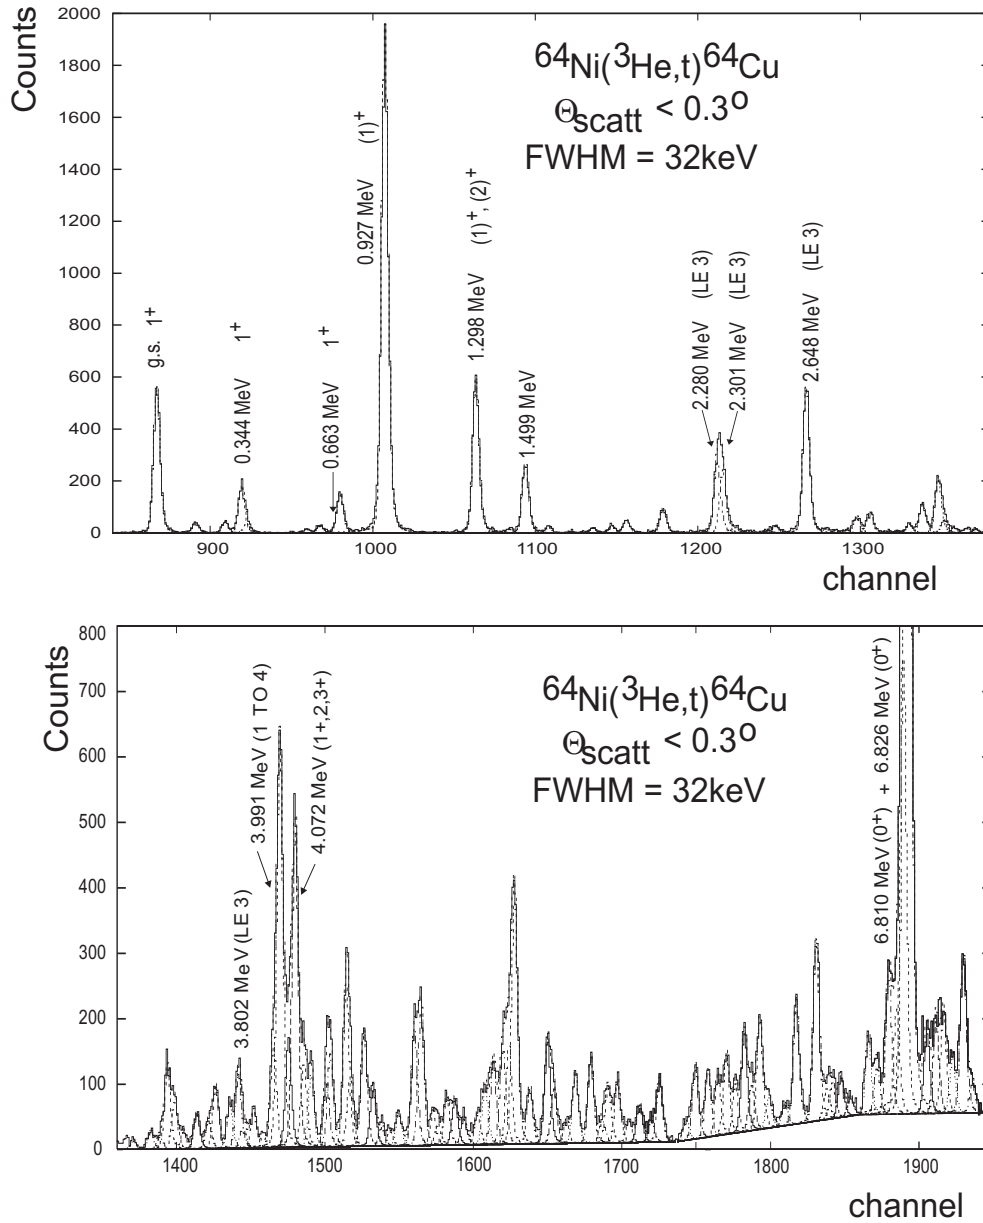 Counts
2000
1800
1600
1400
1200
1000
800
600
400
200
0
⁶⁴Ni(³He,t)⁶⁴Cu
Θscatt < 0.3°
FWHM = 32keV
g.s. 1⁺
0.344 MeV 1⁺
0.663 MeV 1⁺
0.927 MeV (1)⁺
1.298 MeV (1)⁺, (2)⁺
1.499 MeV
2.280 MeV (LE 3)
2.301 MeV (LE 3)
2.648 MeV (LE 3)
900
1000
1100
1200
1300
channel
Counts
800
700
600
500
400
300
200
100
0
⁶⁴Ni(³He,t)⁶⁴Cu
Θscatt < 0.3°
FWHM = 32keV
3.802 MeV (LE 3)
3.991 MeV (1 TO 4)
4.072 MeV (1+,2,3+)
6.810 MeV (0⁺) + 6.826 MeV (0⁺)
1400
1500
1600
1700
1800
1900
channel